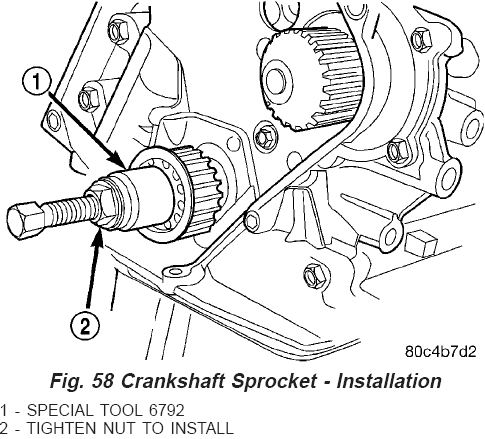 1
2
80c4b7d2
Fig. 58 Crankshaft Sprocket - Installation
1 - SPECIAL TOOL 6792
2 - TIGHTEN NUT TO INSTALL